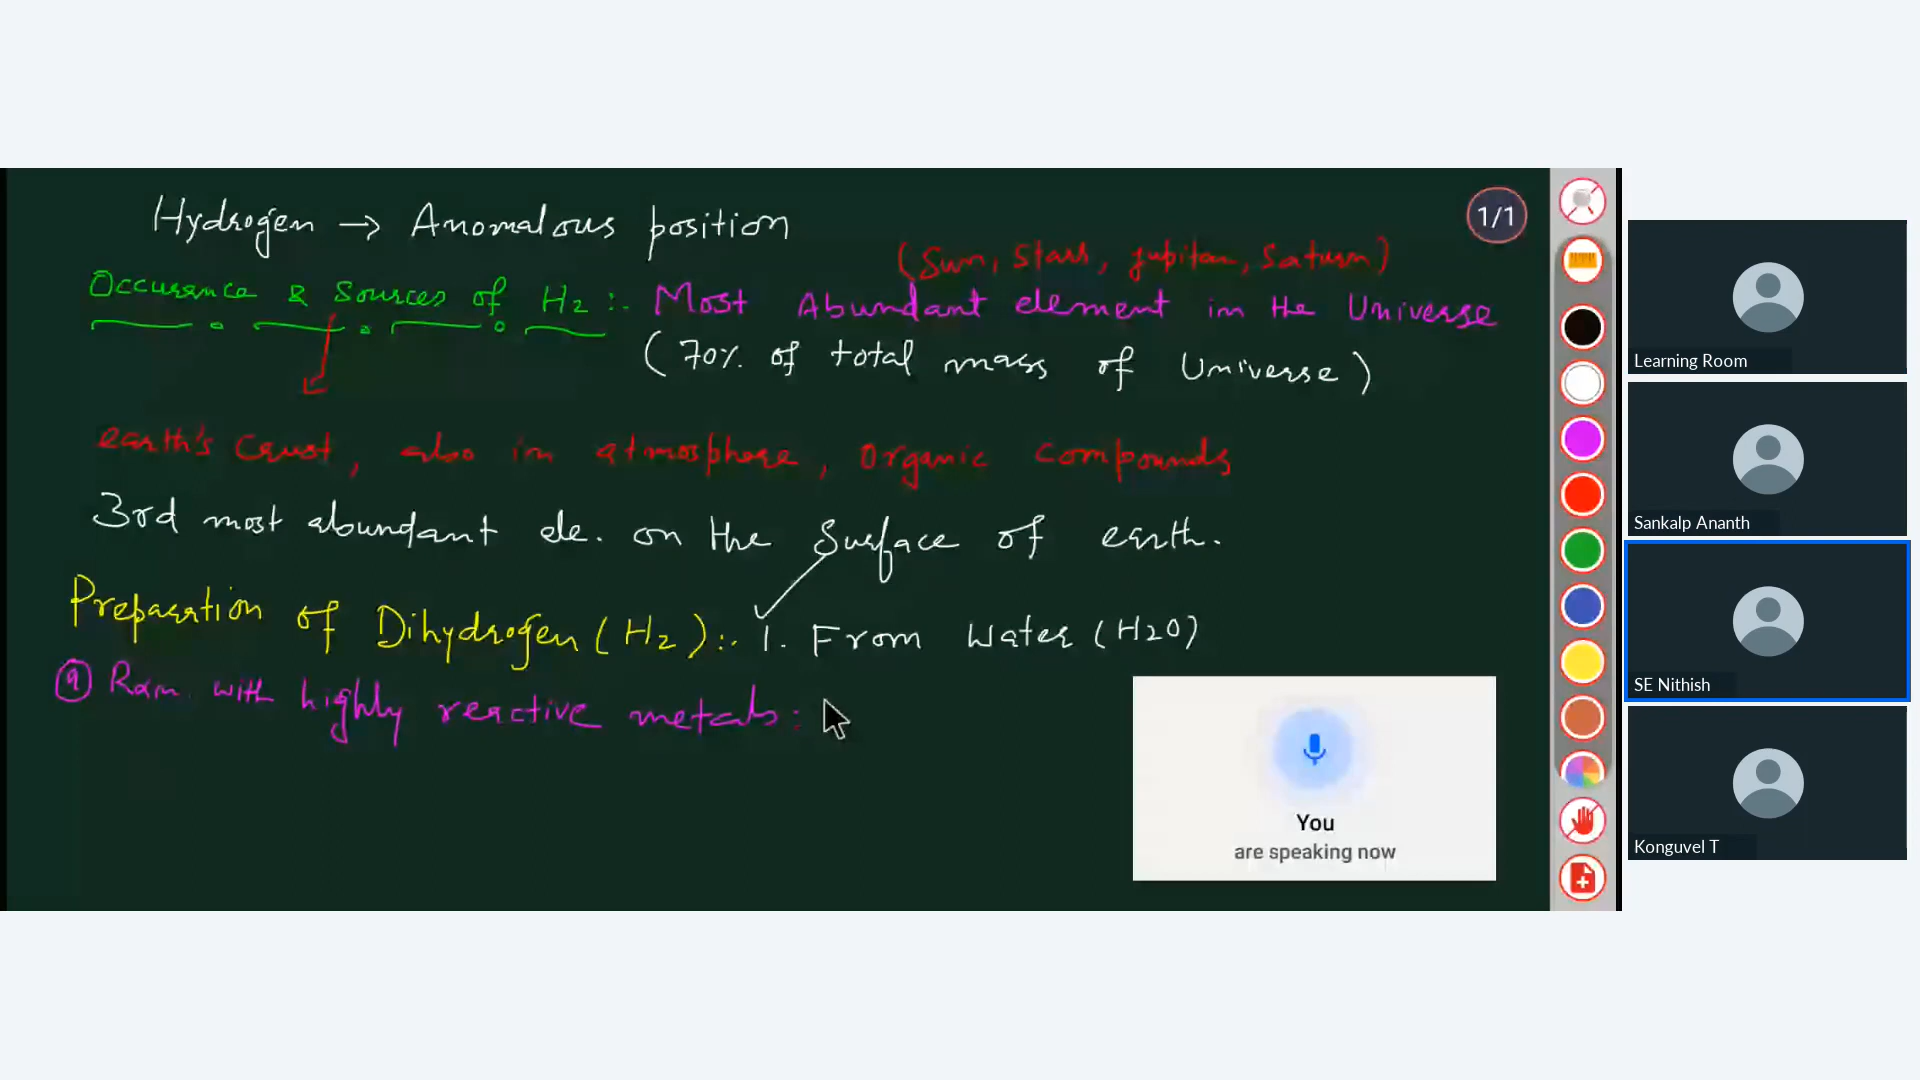 Hydrogen → Anomalous position
1/1
(Sun, Stars, Jupitar, Saturn)
Occurance & Sources of H2 :- Most Abundant element in the Universe
(70% of total mass of Universe)
earth's crust, also in atmosphere, organic compounds
3rd most abundant ele. on the surface of earth.
Preparation of Dihydrogen (H2) :- 1. From Water (H2O)
(a) Rxn. with highly reactive metals :
You
are speaking now
Learning Room
Sankalp Ananth
SE Nithish
Konguvel T